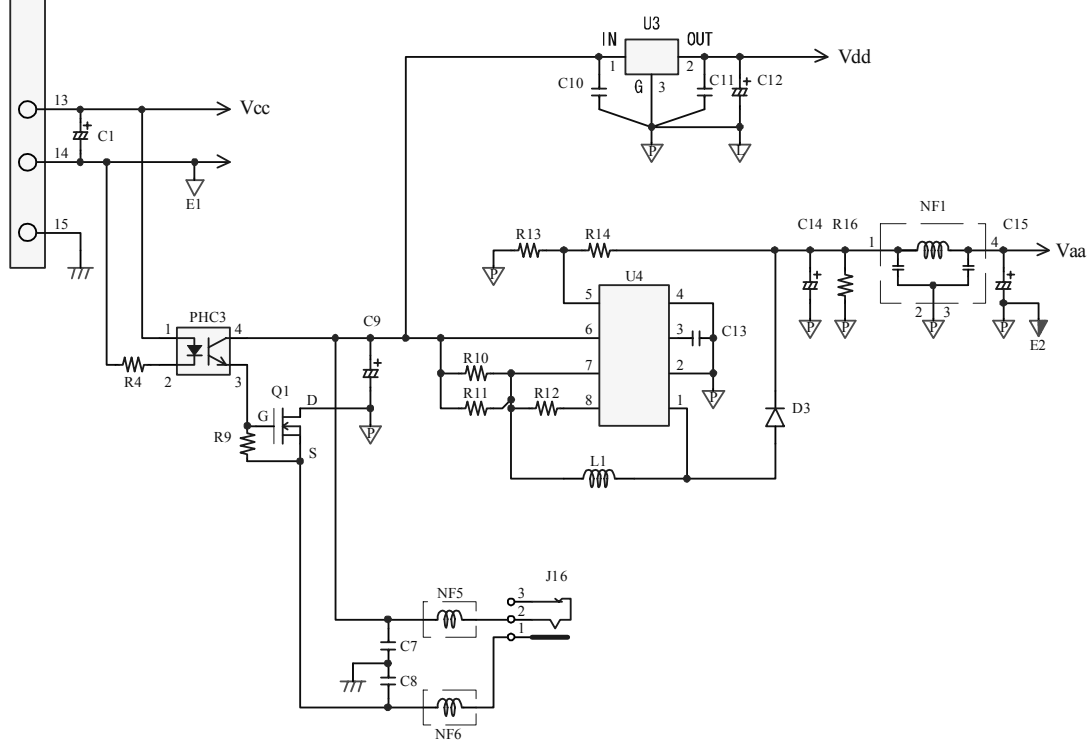 U3
IN OUT
1 2 Vdd
C10 G 3 C11 + C12
P L
13 Vcc
+ C1
14
E1
15
NF1
R13 R14 C14 R16 1 4 C15 Vaa
P U4 + +
5 4 2 3
P P P P E2
PHC3
1 4 C9 6 3 C13
+ R10 7 2
R4 2 3 R11 R12 8 1 P
Q1 D D3
G P
R9 S
L1
J16
NF5 3
2
1
C7
C8
NF6